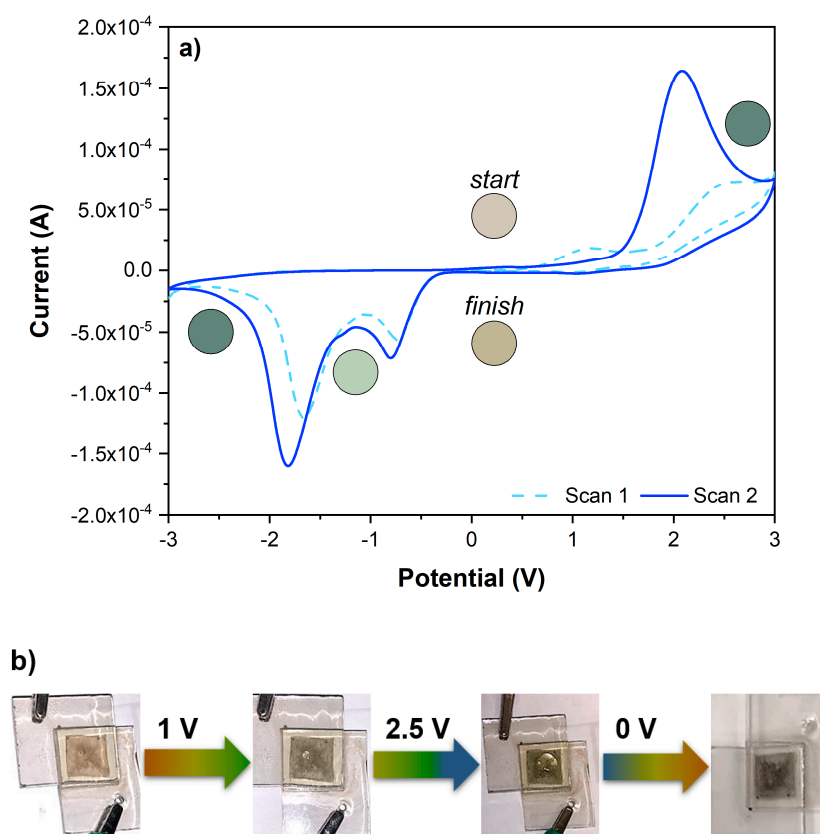 a)
2.0x10⁻⁴
1.5x10⁻⁴
1.0x10⁻⁴
5.0x10⁻⁵
0.0
-5.0x10⁻⁵
-1.0x10⁻⁴
-1.5x10⁻⁴
-2.0x10⁻⁴
Current (A)
start
finish
Scan 1 Scan 2
-3 -2 -1 0 1 2 3
Potential (V)
b)
1 V 2.5 V 0 V